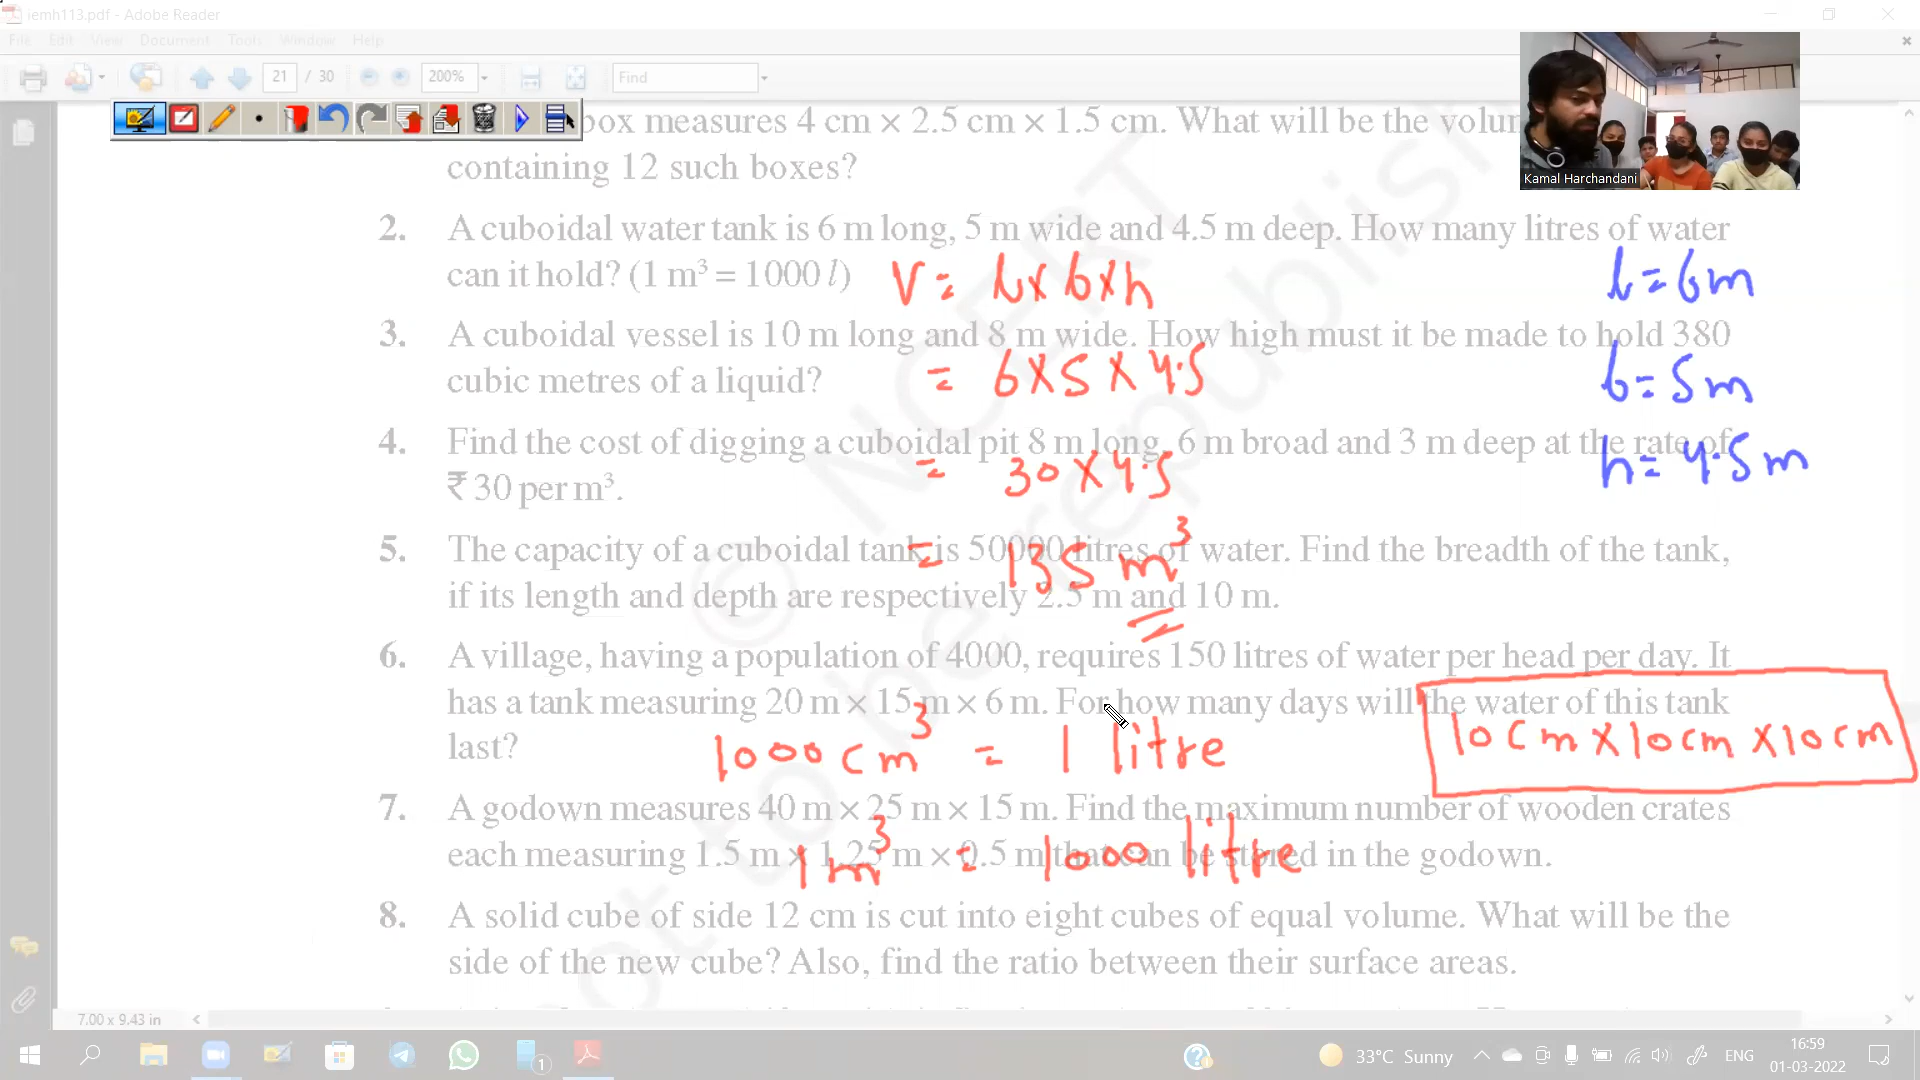 iemh113.pdf - Adobe Reader
File Edit View Document Tools Window Help
21 / 30 200% Find
box measures 4 cm × 2.5 cm × 1.5 cm. What will be the volu
containing 12 such boxes?
Kamal Harchandani
2. A cuboidal water tank is 6 m long, 5 m wide and 4.5 m deep. How many litres of water
can it hold? (1 m³ = 1000 l)
V = l × b × h
l = 6m
3. A cuboidal vessel is 10 m long and 8 m wide. How high must it be made to hold 380
cubic metres of a liquid?
= 6 × 5 × 4.5
b = 5m
4. Find the cost of digging a cuboidal pit 8 m long, 6 m broad and 3 m deep at the rate of
₹ 30 per m³.
= 30 × 4.5
h = 4.5m
5. The capacity of a cuboidal tank is 50000 litres of water. Find the breadth of the tank,
if its length and depth are respectively 2.5 m and 10 m.
= 135 m³
6. A village, having a population of 4000, requires 150 litres of water per head per day. It
has a tank measuring 20 m × 15 m × 6 m. For how many days will the water of this tank
last?
1000 cm³ = 1 litre
10cm × 10cm × 10cm
7. A godown measures 40 m × 25 m × 15 m. Find the maximum number of wooden crates
each measuring 1.5 m × 1.25 m × 0.5 m that can be stored in the godown.
1 m³ = 1000 litre
8. A solid cube of side 12 cm is cut into eight cubes of equal volume. What will be the
side of the new cube? Also, find the ratio between their surface areas.
© NCERT
not to be republish
7.00 x 9.43 in
1
33°C Sunny
ENG
16:59
01-03-2022